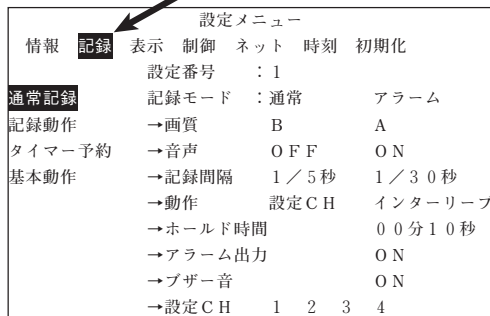 設定メニュー
情報 記録 表示 制御 ネット 時刻 初期化
設定番号 ：１
通常記録 記録モード ：通常 アラーム
記録動作 →画質 Ｂ Ａ
タイマー予約 →音声 ＯＦＦ ＯＮ
基本動作 →記録間隔 １／５秒 １／３０秒
→動作 設定ＣＨ インターリーブ
→ホールド時間 ００分１０秒
→アラーム出力 ＯＮ
→ブザー音 ＯＮ
→設定ＣＨ １ ２ ３ ４